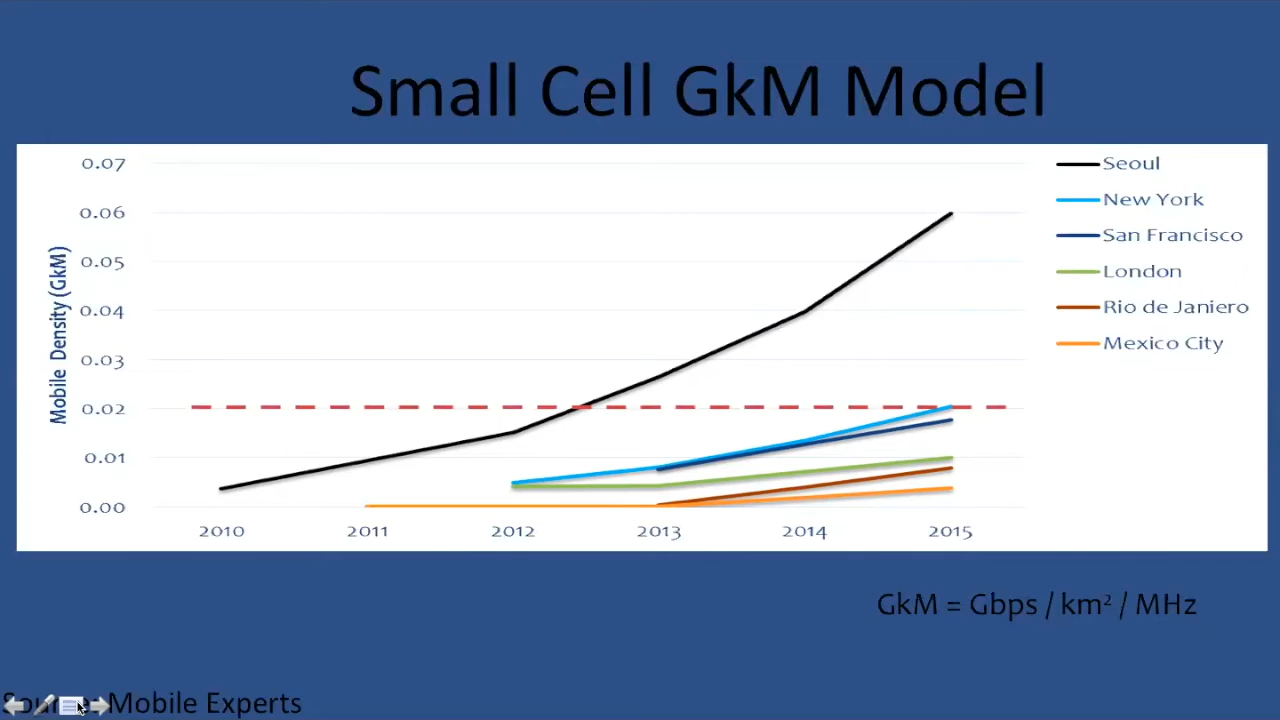 Small Cell GkM Model
0.07
0.06
0.05
0.04
0.03
0.02
0.01
0.00
Mobile Density (GkM)
2010 2011 2012 2013 2014 2015
Seoul
New York
San Francisco
London
Rio de Janiero
Mexico City
GkM = Gbps / km² / MHz
Source: Mobile Experts